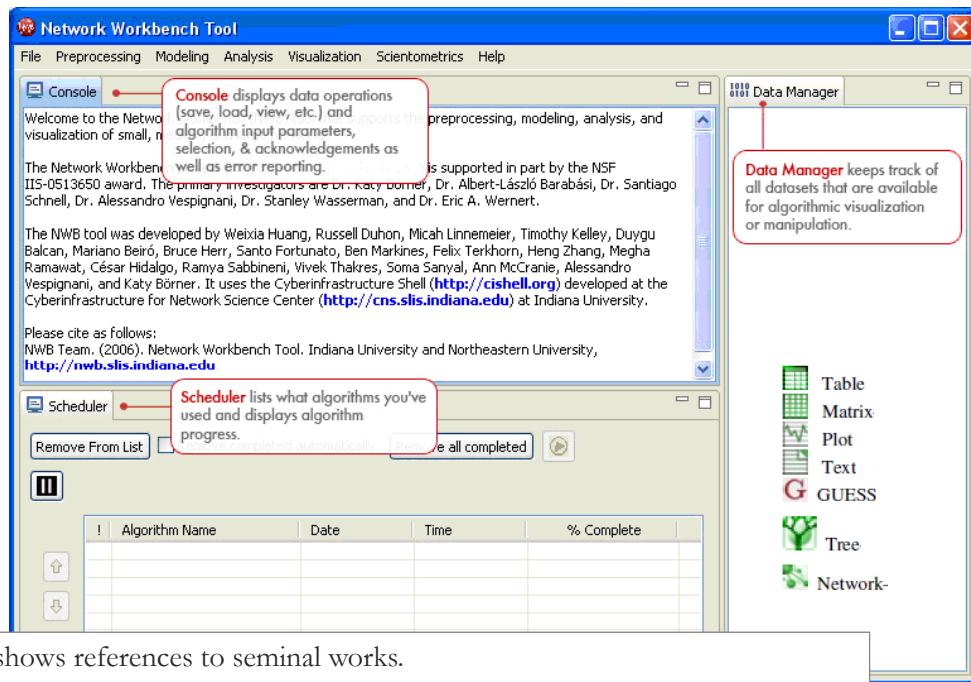 Network Workbench Tool
File Preprocessing Modeling Analysis Visualization Scientometrics Help
Console
Console displays data operations
(save, load, view, etc.) and
algorithm input parameters,
selection, & acknowledgements as
well as error reporting.
Welcome to the Netwo the preprocessing, modeling, analysis, and
visualization of small,
The Network Workben is supported in part by the NSF
IIS-0513650 award. The primary investigators are Dr. Katy Börner, Dr. Albert-László Barabási, Dr. Santiago
Schnell, Dr. Alessandro Vespignani, Dr. Stanley Wasserman, and Dr. Eric A. Wernert.
The NWB tool was developed by Weixia Huang, Russell Duhon, Micah Linnemeier, Timothy Kelley, Duygu
Balcan, Mariano Beiró, Bruce Herr, Santo Fortunato, Ben Markines, Felix Terkhorn, Heng Zhang, Megha
Ramawat, César Hidalgo, Ramya Sabbineni, Vivek Thakres, Soma Sanyal, Ann McCranie, Alessandro
Vespignani, and Katy Börner. It uses the Cyberinfrastructure Shell (http://cishell.org) developed at the
Cyberinfrastructure for Network Science Center (http://cns.slis.indiana.edu) at Indiana University.
Please cite as follows:
NWB Team. (2006). Network Workbench Tool. Indiana University and Northeastern University,
http://nwb.slis.indiana.edu
Scheduler
Scheduler lists what algorithms you've
used and displays algorithm
progress.
Remove From List completed automatically e all completed
! Algorithm Name Date Time % Complete
Data Manager
Data Manager keeps track of
all datasets that are available
for algorithmic visualization
or manipulation.
Table
Matrix
Plot
Text
G GUESS
Tree
Network-
shows references to seminal works.